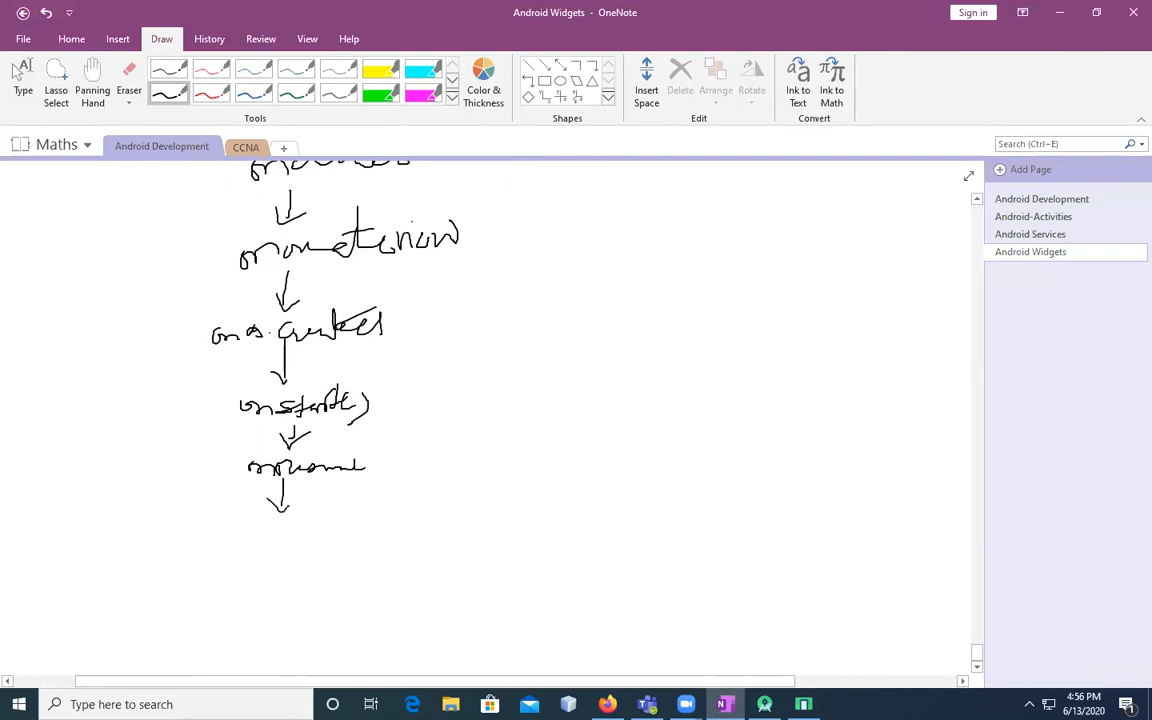 Android Widgets - OneNote
Sign in
File Home Insert Draw History Review View Help
Type
Lasso Select
Panning Hand
Eraser
Color & Thickness
Insert Space
Delete
Arrange
Rotate
Ink to Text
Ink to Math
Tools
Shapes
Edit
Convert
Maths
Android Development
CCNA
Search (Ctrl+E)
Add Page
Android Development
Android-Activities
Android Services
Android Widgets
onstart()
onresume
Type here to search
4:56 PM
6/13/2020